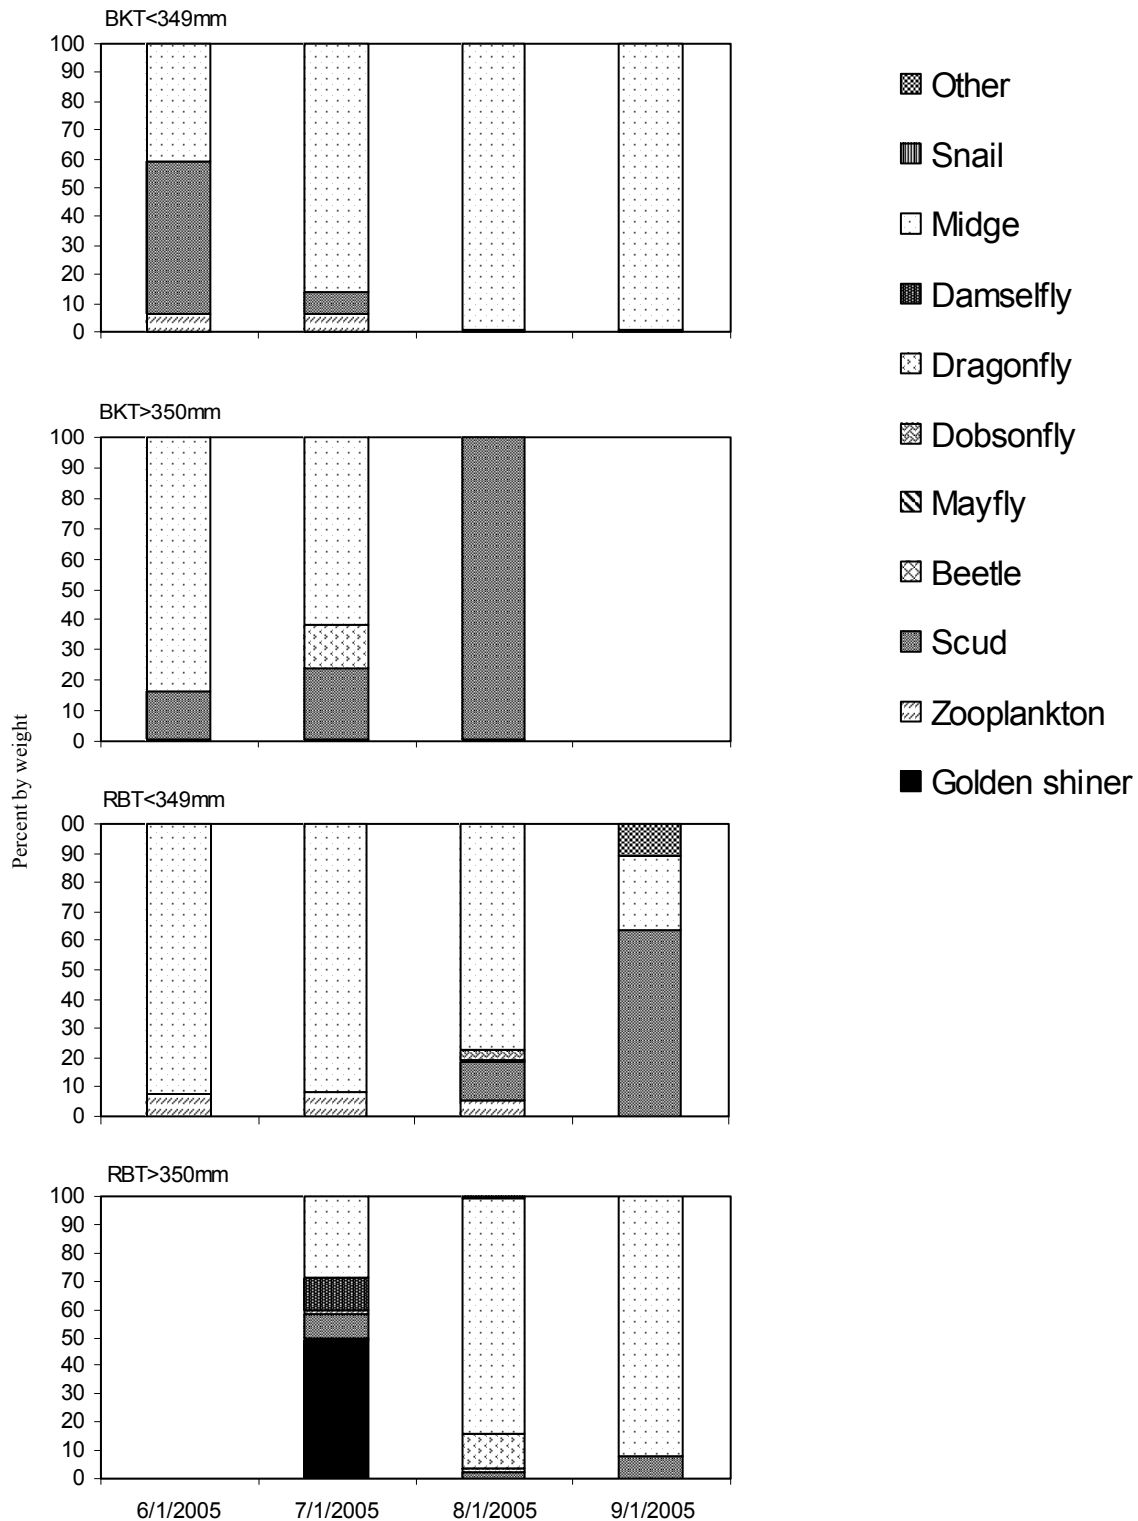 BKT<349mm
100
90
80
70
60
50
40
30
20
10
0
BKT>350mm
100
90
80
70
60
50
40
30
20
10
0
Percent by weight
RBT<349mm
00
90
80
70
60
50
40
30
20
10
0
RBT>350mm
100
90
80
70
60
50
40
30
20
10
0
6/1/2005 7/1/2005 8/1/2005 9/1/2005
Other
Snail
Midge
Damselfly
Dragonfly
Dobsonfly
Mayfly
Beetle
Scud
Zooplankton
Golden shiner